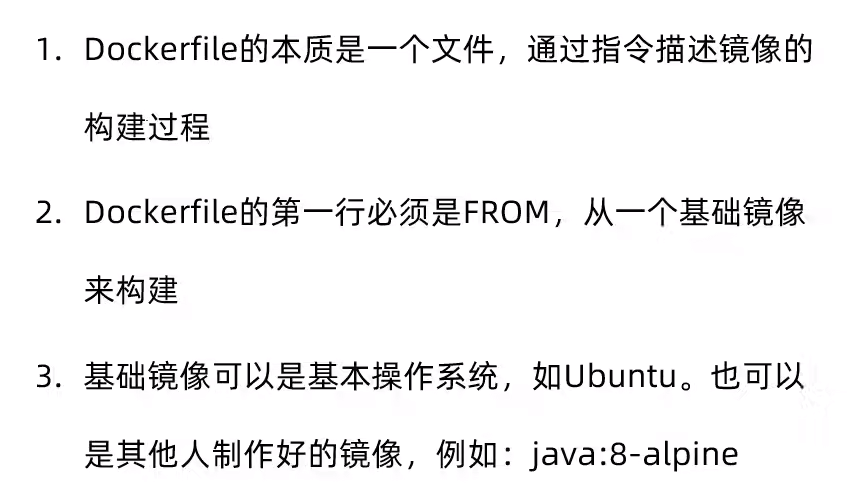 1. Dockerfile的本质是一个文件，通过指令描述镜像的
构建过程
2. Dockerfile的第一行必须是FROM，从一个基础镜像
来构建
3. 基础镜像可以是基本操作系统，如Ubuntu。也可以
是其他人制作好的镜像，例如：java:8-alpine